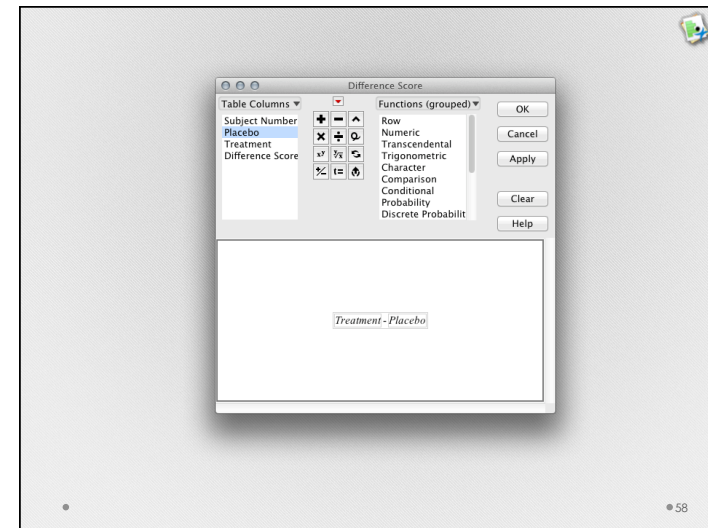 Difference Score
Table Columns ▼
Functions (grouped) ▼
Subject Number
Placebo
Treatment
Difference Score
+ − ^
× ÷
xʸ ʸ√x
+/− t=
Row
Numeric
Transcendental
Trigonometric
Character
Comparison
Conditional
Probability
Discrete Probabilit
OK
Cancel
Apply
Clear
Help
Treatment - Placebo
58